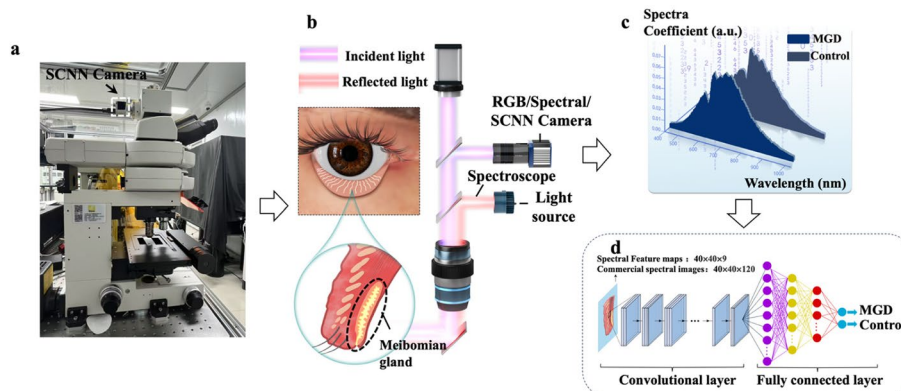 a
SCNN Camera
b
Incident light
Reflected light
RGB/Spectral/
SCNN Camera
Spectroscope
Light
source
Meibomian
gland
c
Spectra
Coefficient (a.u.)
MGD
Control
Wavelength (nm)
d
Spectral Feature maps：40×40×9
Commercial spectral images：40×40×120
MGD
Control
Convolutional layer
Fully connected layer